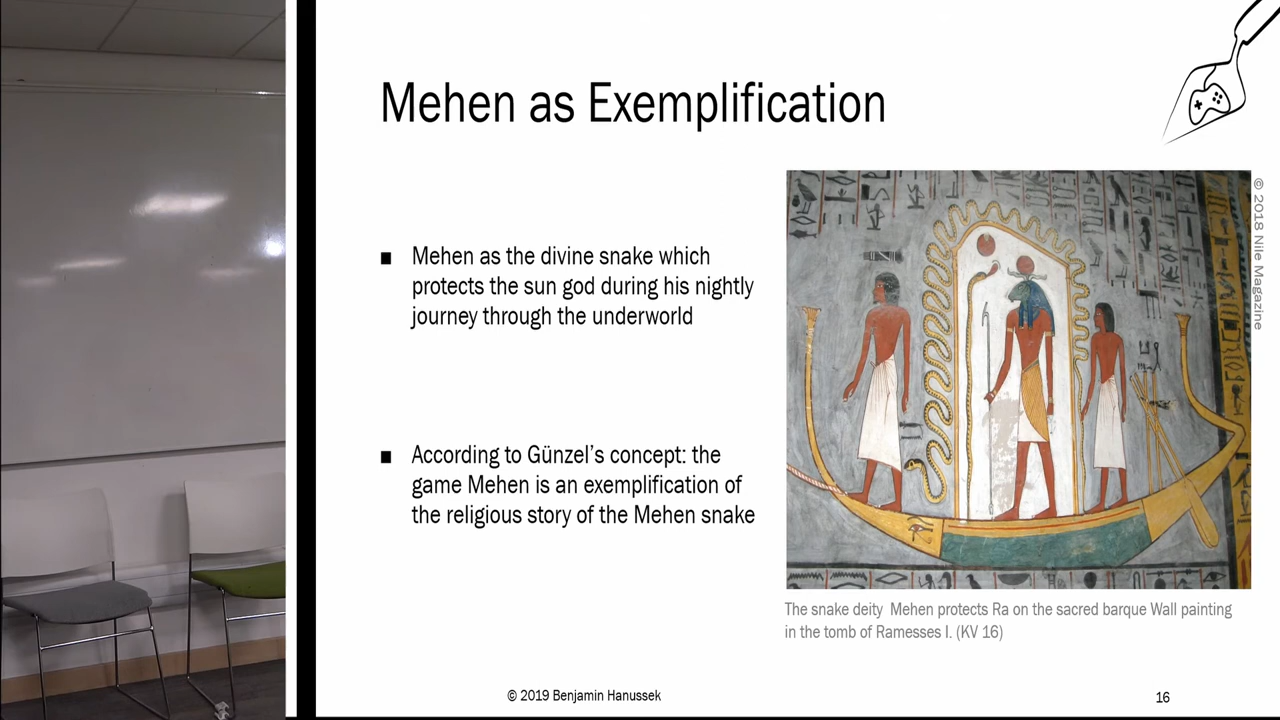 Mehen as Exemplification
© 2018 Nile Magazine
■ Mehen as the divine snake which
protects the sun god during his nightly
journey through the underworld
■ According to Günzel’s concept: the
game Mehen is an exemplification of
the religious story of the Mehen snake
The snake deity Mehen protects Ra on the sacred barque Wall painting
in the tomb of Ramesses I. (KV 16)
© 2019 Benjamin Hanussek
16